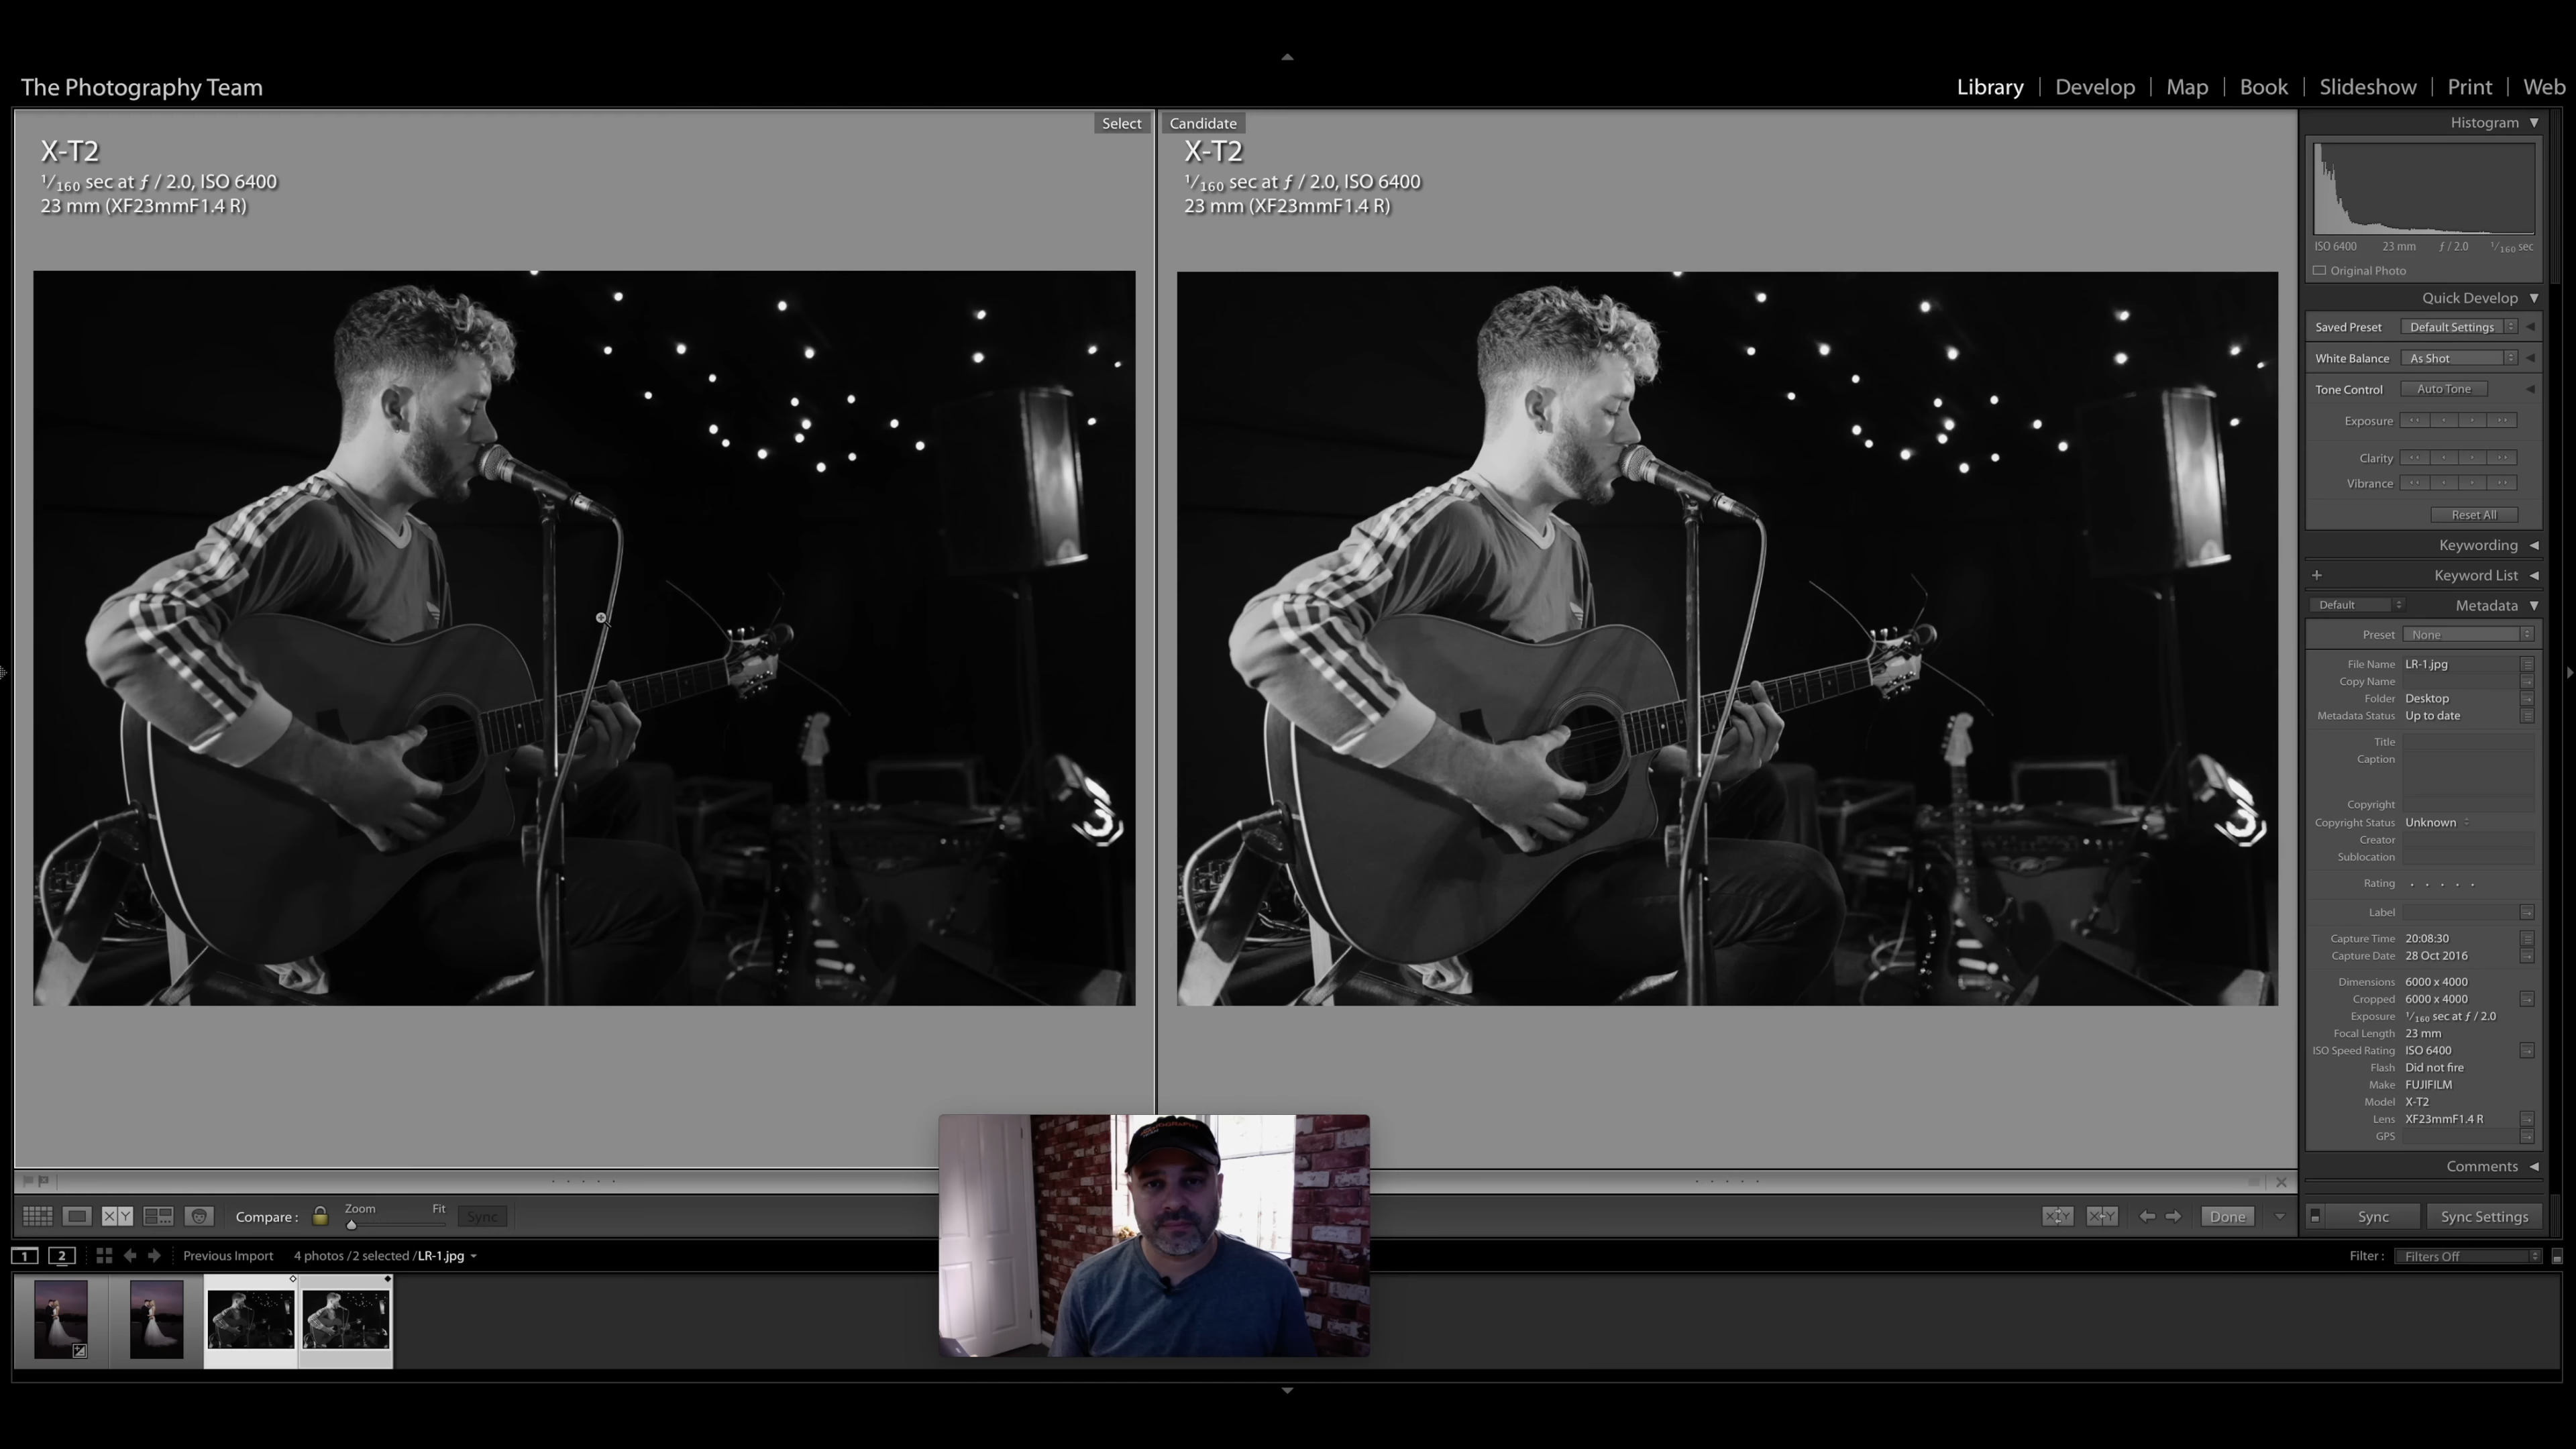 The Photography Team
Library | Develop | Map | Book | Slideshow | Print | Web
Select
Candidate
X-T2
1/160 sec at ƒ / 2.0, ISO 6400
23 mm (XF23mmF1.4 R)
X-T2
1/160 sec at ƒ / 2.0, ISO 6400
23 mm (XF23mmF1.4 R)
Histogram
ISO 6400 23 mm ƒ / 2.0 1/160 sec
Original Photo
Quick Develop
Saved Preset Default Settings
White Balance As Shot
Tone Control Auto Tone
Exposure
Clarity
Vibrance
Reset All
Keywording
+ Keyword List
Default Metadata
Preset None
File Name LR-1.jpg
Copy Name
Folder Desktop
Metadata Status Up to date
Title
Caption
Copyright
Copyright Status Unknown
Creator
Sublocation
Rating
Label
Capture Time 20:08:30
Capture Date 28 Oct 2016
Dimensions 6000 x 4000
Cropped 6000 x 4000
Exposure 1/160 sec at ƒ / 2.0
Focal Length 23 mm
ISO Speed Rating ISO 6400
Flash Did not fire
Make FUJIFILM
Model X-T2
Lens XF23mmF1.4 R
GPS
Comments
X Y Compare : Zoom Fit Sync
X Y X Y Done
Sync Sync Settings
1 2 Previous Import 4 photos / 2 selected / LR-1.jpg
Filter : Filters Off